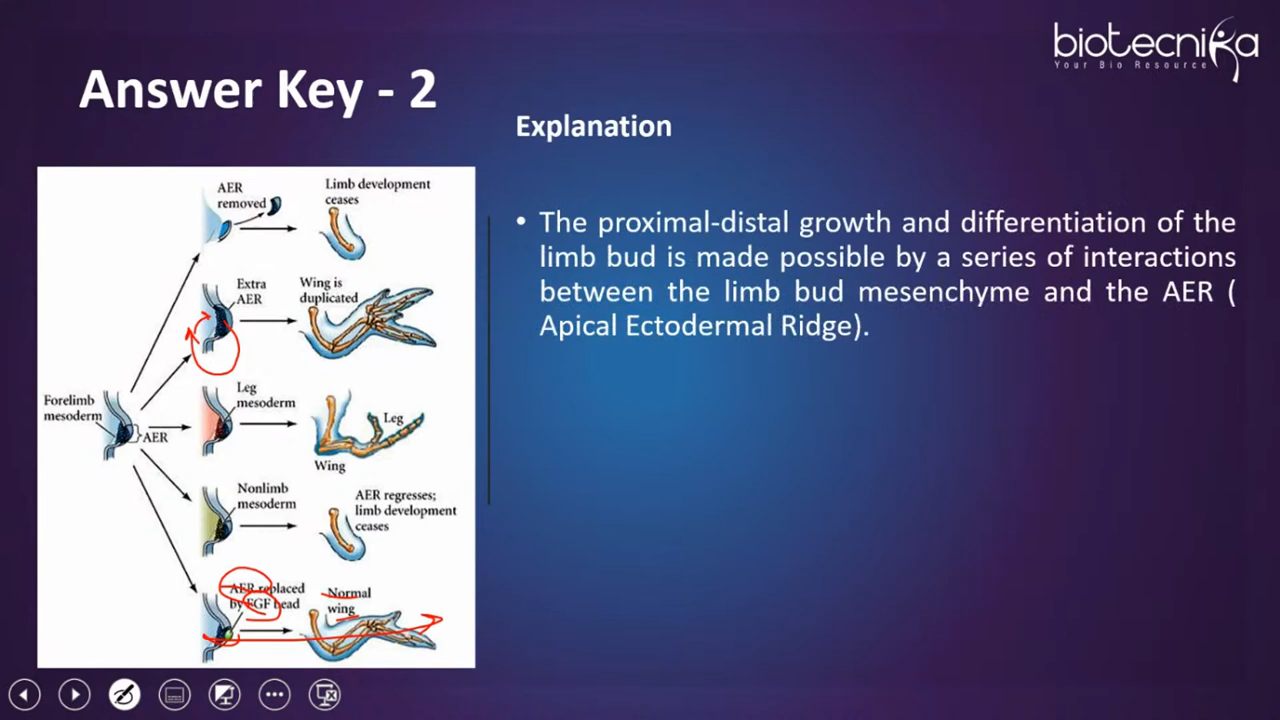 biotecnika
Your Bio Resource
Answer Key - 2
Explanation
• The proximal-distal growth and differentiation of the
limb bud is made possible by a series of interactions
between the limb bud mesenchyme and the AER (
Apical Ectodermal Ridge).
AER
removed
Limb development
ceases
Extra
AER
Wing is
duplicated
Forelimb
mesoderm
AER
Leg
mesoderm
Leg
Wing
Nonlimb
mesoderm
AER regresses;
limb development
ceases
AER replaced
by FGF bead
Normal
wing